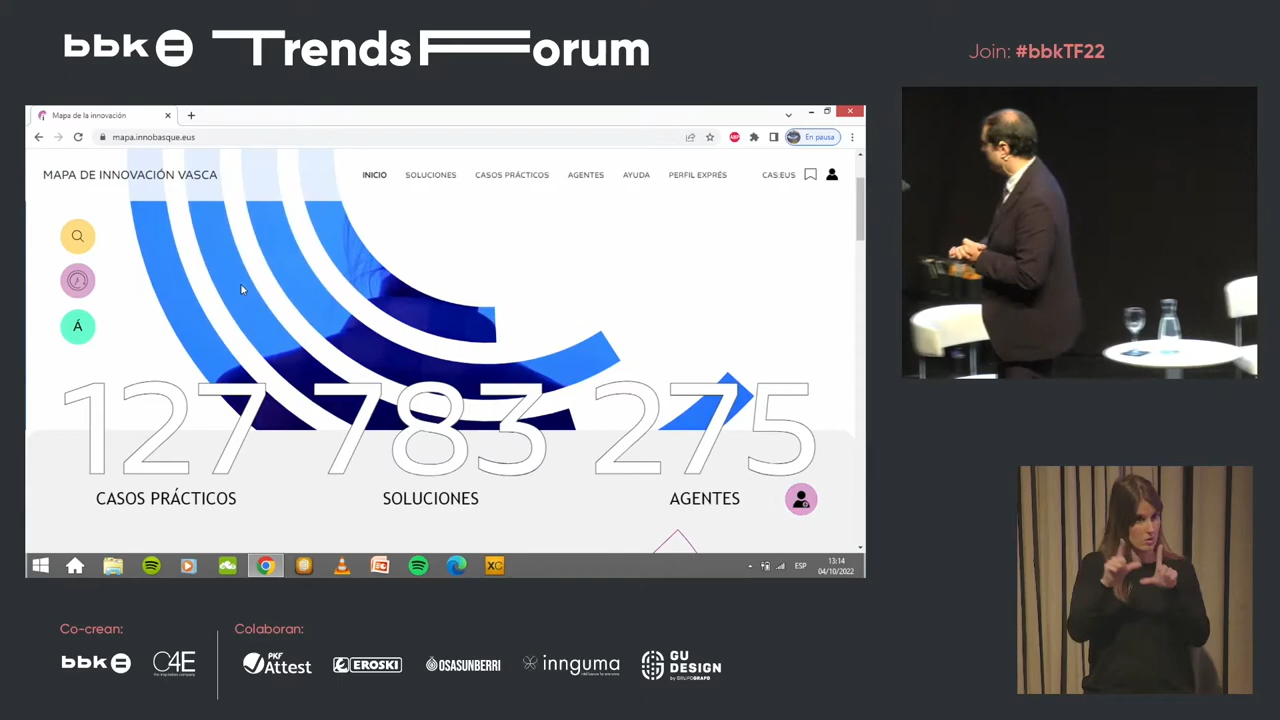 bbk Trends Forum
Join: #bbkTF22
Mapa de la innovación
mapa.innobasque.eus
ABP
En pausa
MAPA DE INNOVACIÓN VASCA
INICIO SOLUCIONES CASOS PRÁCTICOS AGENTES AYUDA PERFIL EXPRÉS CAS:EUS
Á
127 783 275
CASOS PRÁCTICOS SOLUCIONES AGENTES
XC
ESP
13:14
04/10/2022
Co-crean: Colaboran:
bbk C4E PKF Attest EROSKI OSASUNBERRI innguma GU DESIGN
by GRUPOGRAFO